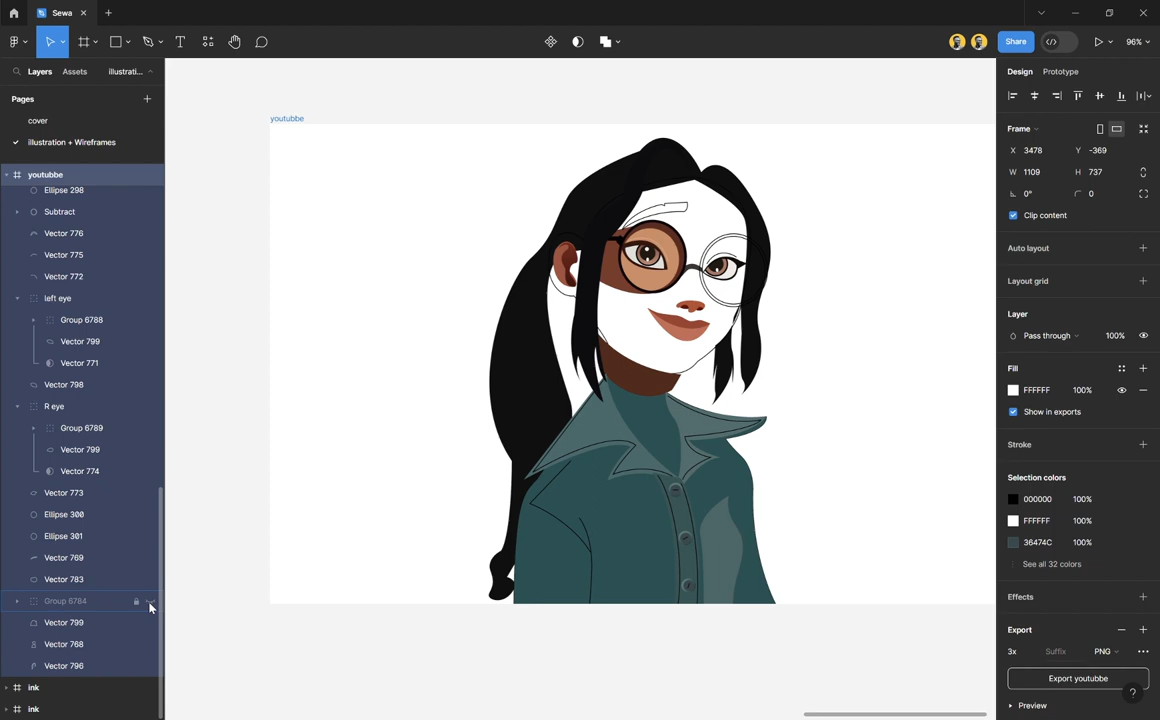 Sewa
Share
96%
Layers
Assets
illustrati...
Pages
cover
illustration + Wireframes
youtubbe
Ellipse 298
Subtract
Vector 776
Vector 775
Vector 772
left eye
Group 6788
Vector 799
Vector 771
Vector 798
R eye
Group 6789
Vector 799
Vector 774
Vector 773
Ellipse 300
Ellipse 301
Vector 769
Vector 783
Group 6784
Vector 799
Vector 768
Vector 796
ink
ink
youtubbe
Design
Prototype
Frame
X 3478
Y -369
W 1109
H 737
0°
0
Clip content
Auto layout
Layout grid
Layer
Pass through
100%
Fill
FFFFFF
100%
Show in exports
Stroke
Selection colors
000000
100%
FFFFFF
100%
36474C
100%
See all 32 colors
Effects
Export
3x
Suffix
PNG
Export youtubbe
?
Preview